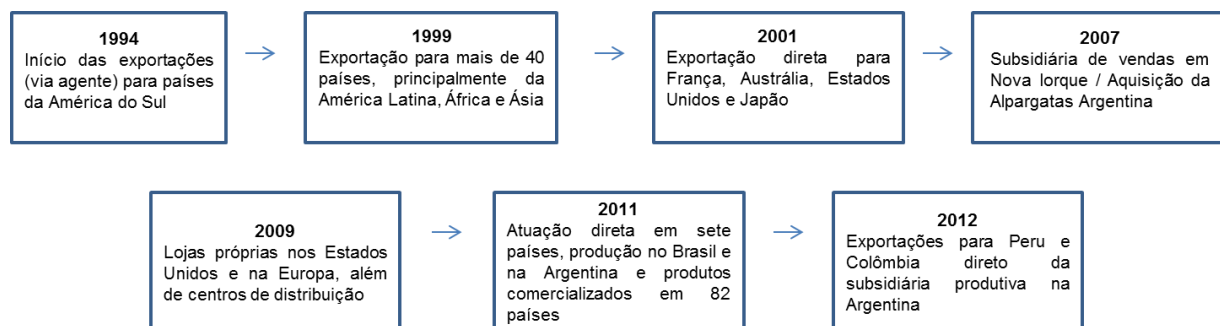 1994
Início das exportações
(via agente) para países
da América do Sul
1999
Exportação para mais de 40
países, principalmente da
América Latina, África e Ásia
2001
Exportação direta para
França, Austrália, Estados
Unidos e Japão
2007
Subsidiária de vendas em
Nova Iorque / Aquisição da
Alpargatas Argentina
2009
Lojas próprias nos Estados
Unidos e na Europa, além
de centros de distribuição
2011
Atuação direta em sete
países, produção no Brasil e
na Argentina e produtos
comercializados em 82
países
2012
Exportações para Peru e
Colômbia direto da
subsidiária produtiva na
Argentina